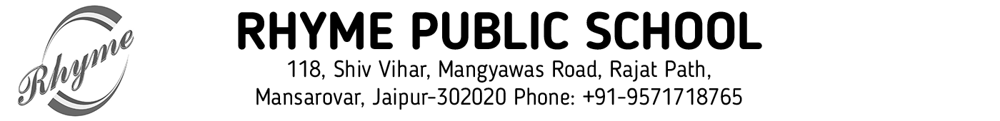 Rhyme
RHYME PUBLIC SCHOOL
118, Shiv Vihar, Mangyawas Road, Rajat Path,
Mansarovar, Jaipur-302020 Phone: +91-9571718765